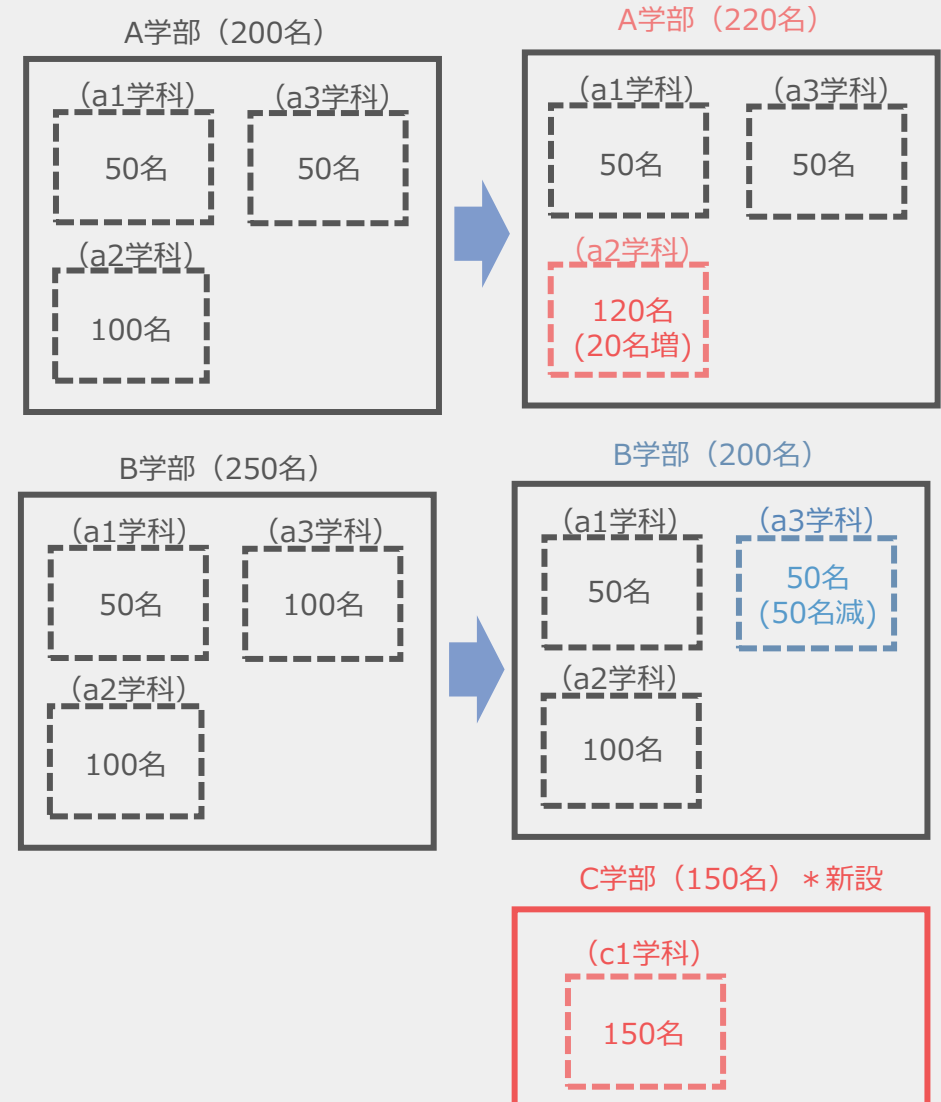 A学部（200名）
(a1学科)
50名
(a3学科)
50名
(a2学科)
100名
A学部（220名）
(a1学科)
50名
(a3学科)
50名
(a2学科)
120名
(20名増)
B学部（250名）
(a1学科)
50名
(a3学科)
100名
(a2学科)
100名
B学部（200名）
(a1学科)
50名
(a3学科)
50名
(50名減)
(a2学科)
100名
C学部（150名）＊新設
(c1学科)
150名